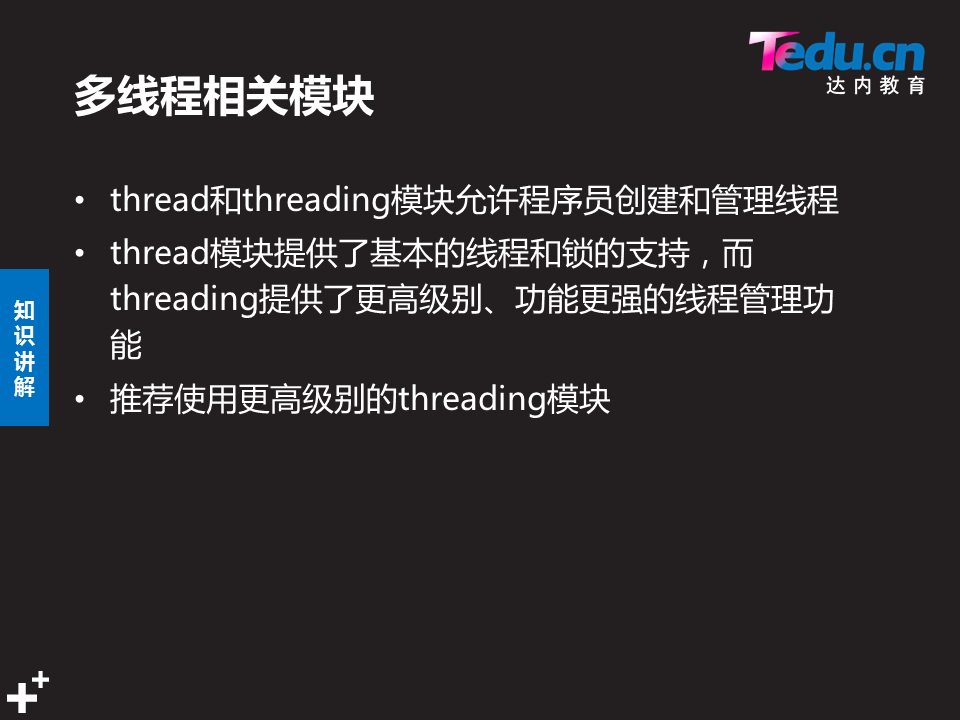 Tedu.cn
达内教育
多线程相关模块
• thread和threading模块允许程序员创建和管理线程
• thread模块提供了基本的线程和锁的支持，而
threading提供了更高级别、功能更强的线程管理功
能
• 推荐使用更高级别的threading模块
知
识
讲
解